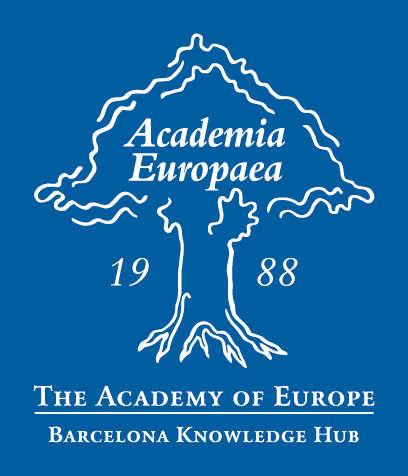 Academia
Europaea
19 88
THE ACADEMY OF EUROPE
BARCELONA KNOWLEDGE HUB